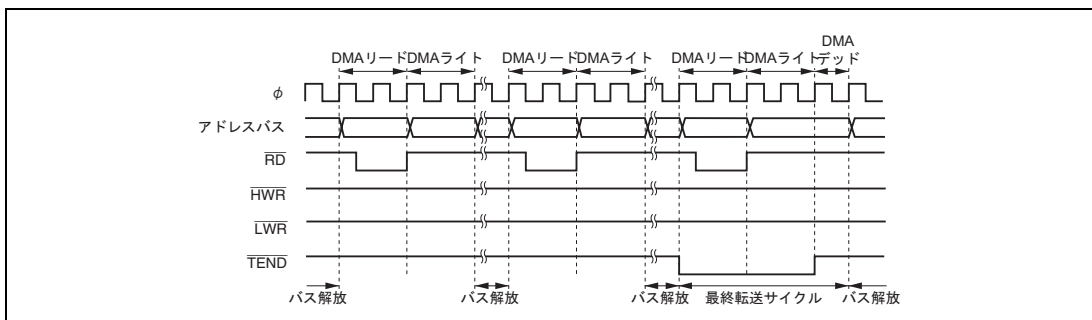 DMA
DMAリード DMAライト DMAリード DMAライト DMAリード DMAライト デッド
φ
アドレスバス
RD
HWR
LWR
TEND
バス解放 バス解放 バス解放 最終転送サイクル バス解放